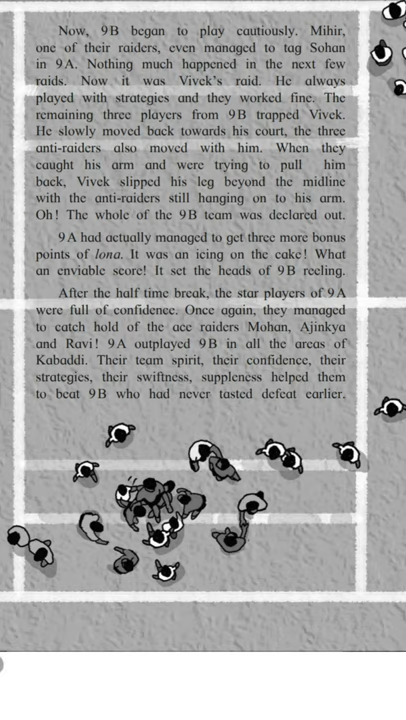 Now, 9B began to play cautiously. Mihir,
one of their raiders, even managed to tag Sohan
in 9A. Nothing much happened in the next few
raids. Now it was Vivek's raid. He always
played with strategies and they worked fine. The
remaining three players from 9B trapped Vivek.
He slowly moved back towards his court, the three
anti-raiders also moved with him. When they
caught his arm and were trying to pull him
back, Vivek slipped his leg beyond the midline
with the anti-raiders still hanging on to his arm.
Oh! The whole of the 9B team was declared out.
9A had actually managed to get three more bonus
points of lona. It was an icing on the cake! What
an enviable score! It set the heads of 9B reeling.
After the half time break, the star players of 9A
were full of confidence. Once again, they managed
to catch hold of the ace raiders Mohan, Ajinkya
and Ravi! 9A outplayed 9B in all the areas of
Kabaddi. Their team spirit, their confidence, their
strategies, their swiftness, suppleness helped them
to beat 9B who had never tasted defeat earlier.